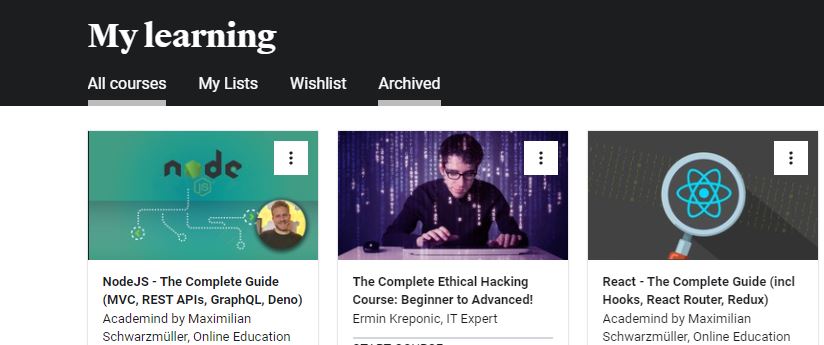 My learning
All courses
My Lists
Wishlist
Archived
node
JS
NodeJS - The Complete Guide
(MVC, REST APIs, GraphQL, Deno)
Academind by Maximilian
Schwarzmüller, Online Education
The Complete Ethical Hacking
Course: Beginner to Advanced!
Ermin Kreponic, IT Expert
START COURSE
React - The Complete Guide (incl
Hooks, React Router, Redux)
Academind by Maximilian
Schwarzmüller, Online Education